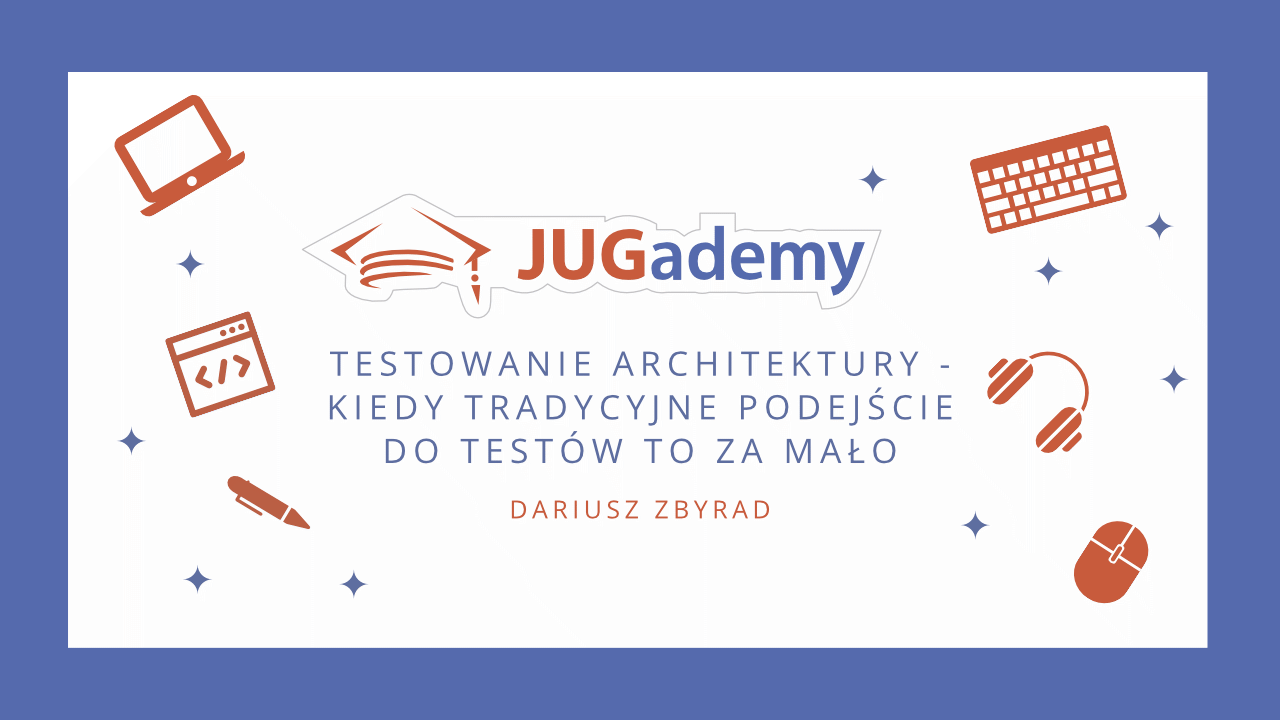 JUGademy
TESTOWANIE ARCHITEKTURY -
KIEDY TRADYCYJNE PODEJŚCIE
DO TESTÓW TO ZA MAŁO
DARIUSZ ZBYRAD